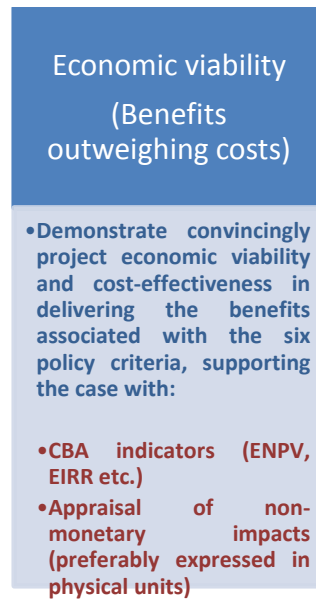 Economic viability
(Benefits
outweighing costs)
•Demonstrate convincingly
project economic viability
and cost-effectiveness in
delivering the benefits
associated with the six
policy criteria, supporting
the case with:
•CBA indicators (ENPV,
EIRR etc.)
•Appraisal of non-
monetary impacts
(preferably expressed in
physical units)